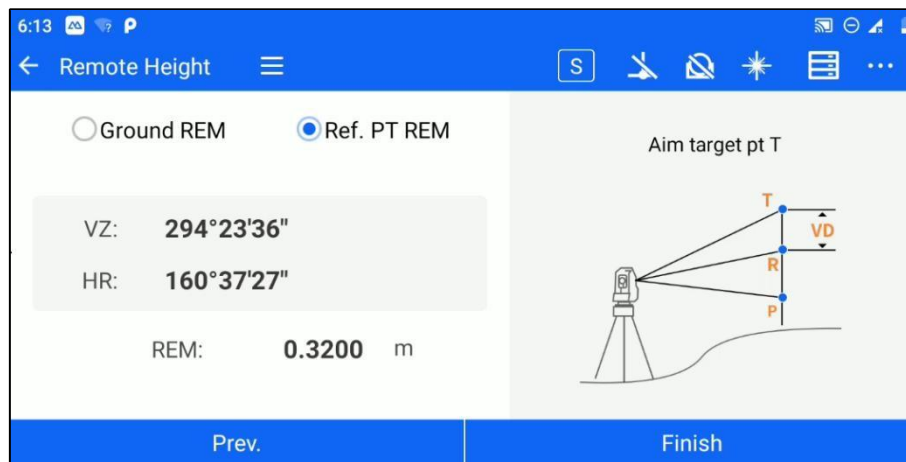 6:13
Remote Height
S
Ground REM
Ref. PT REM
VZ: 294°23'36"
HR: 160°37'27"
REM: 0.3200 m
Aim target pt T
T
VD
R
P
Prev.
Finish